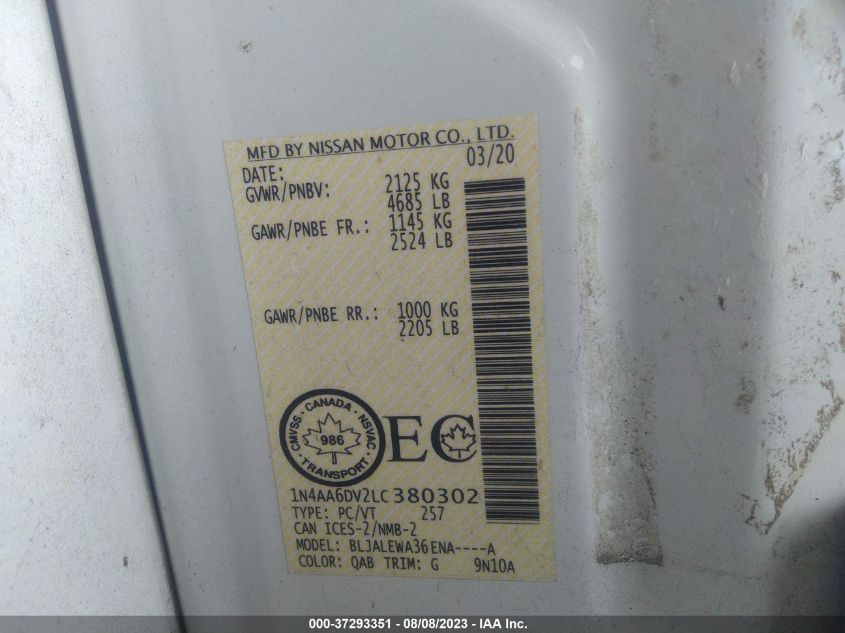 MFD BY NISSAN MOTOR CO., LTD.
DATE: 03/20
GVWR/PNBV: 2125 KG
4685 LB
GAWR/PNBE FR.: 1145 KG
2524 LB
GAWR/PNBE RR.: 1000 KG
2205 LB
CANADA
CMVSS NSVAC
986
TRANSPORT
EC
1N4AA6DV2LC380302
TYPE: PC/VT 257
CAN ICES-2/NMB-2
MODEL: BLJALEWA36ENA----A
COLOR: QAB TRIM: G 9N10A
000-37293351 - 08/08/2023 - IAA Inc.